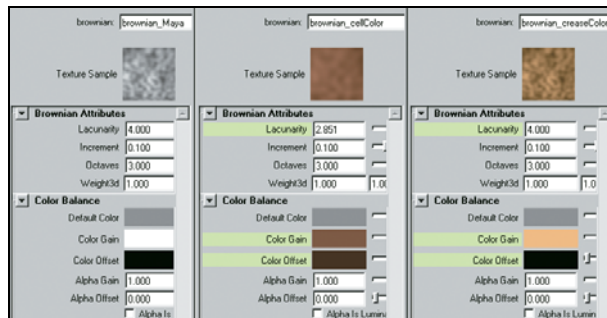 brownian: brownian_Maya
Texture Sample
Brownian Attributes
Lacunarity 4.000
Increment 0.100
Octaves 3.000
Weight3d 1.000
Color Balance
Default Color
Color Gain
Color Offset
Alpha Gain 1.000
Alpha Offset 0.000
Alpha Is
brownian: brownian_cellColor
Texture Sample
Brownian Attributes
Lacunarity 2.851
Increment 0.100
Octaves 3.000
Weight3d 1.000 1.00
Color Balance
Default Color
Color Gain
Color Offset
Alpha Gain 1.000
Alpha Offset 0.000
Alpha Is Lumina
brownian: brownian_creaseColor
Texture Sample
Brownian Attributes
Lacunarity 4.000
Increment 0.100
Octaves 3.000
Weight3d 1.000 1.0
Color Balance
Default Color
Color Gain
Color Offset
Alpha Gain 1.000
Alpha Offset 0.000
Alpha Is Lumin